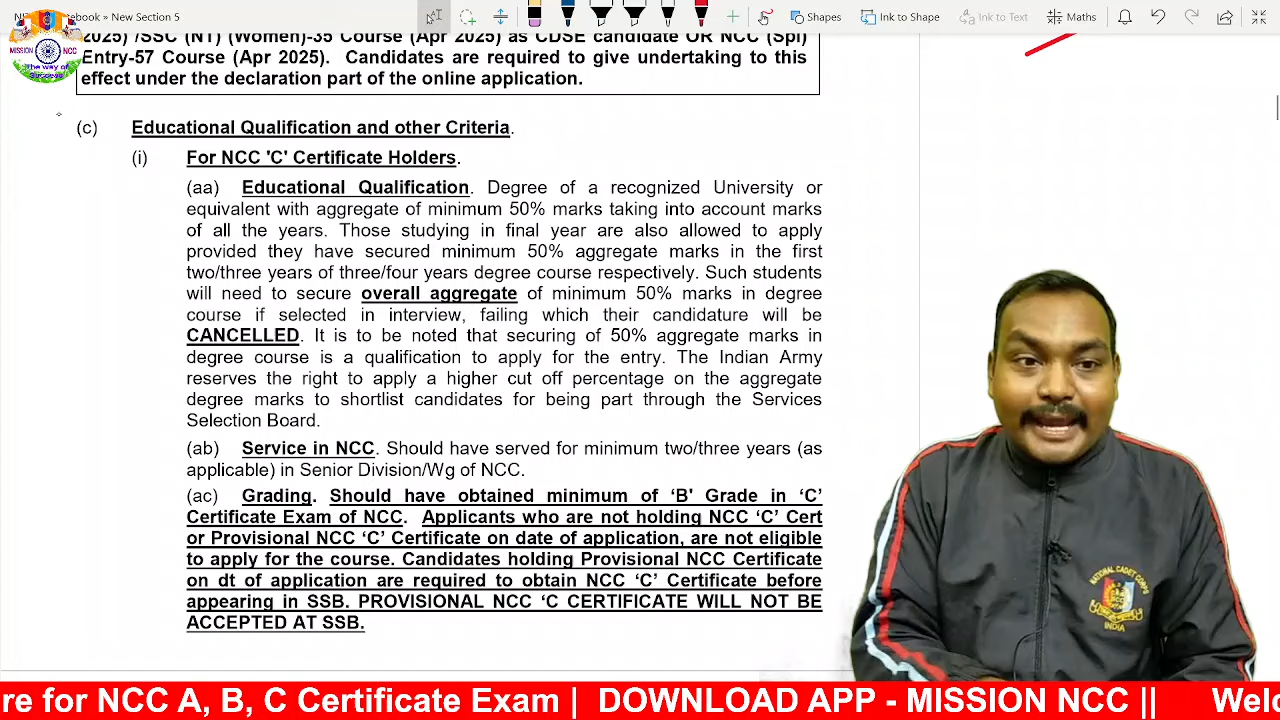 Notebook » New Section 5
Shapes
Ink to Shape
Ink to Text
Maths
MISSION NCC
The way of
Success
2025) /SSC (NT) (Women)-35 Course (Apr 2025) as CDSE candidate OR NCC (Spl)
Entry-57 Course (Apr 2025). Candidates are required to give undertaking to this
effect under the declaration part of the online application.
(c) Educational Qualification and other Criteria.
(i) For NCC 'C' Certificate Holders.
(aa) Educational Qualification. Degree of a recognized University or
equivalent with aggregate of minimum 50% marks taking into account marks
of all the years. Those studying in final year are also allowed to apply
provided they have secured minimum 50% aggregate marks in the first
two/three years of three/four years degree course respectively. Such students
will need to secure overall aggregate of minimum 50% marks in degree
course if selected in interview, failing which their candidature will be
CANCELLED. It is to be noted that securing of 50% aggregate marks in
degree course is a qualification to apply for the entry. The Indian Army
reserves the right to apply a higher cut off percentage on the aggregate
degree marks to shortlist candidates for being part through the Services
Selection Board.
(ab) Service in NCC. Should have served for minimum two/three years (as
applicable) in Senior Division/Wg of NCC.
(ac) Grading. Should have obtained minimum of ‘B' Grade in ‘C’
Certificate Exam of NCC. Applicants who are not holding NCC ‘C’ Cert
or Provisional NCC ‘C’ Certificate on date of application, are not eligible
to apply for the course. Candidates holding Provisional NCC Certificate
on dt of application are required to obtain NCC ‘C’ Certificate before
appearing in SSB. PROVISIONAL NCC ‘C CERTIFICATE WILL NOT BE
ACCEPTED AT SSB.
NATIONAL CADET CORPS
INDIA
re for NCC A, B, C Certificate Exam | DOWNLOAD APP - MISSION NCC || Welc